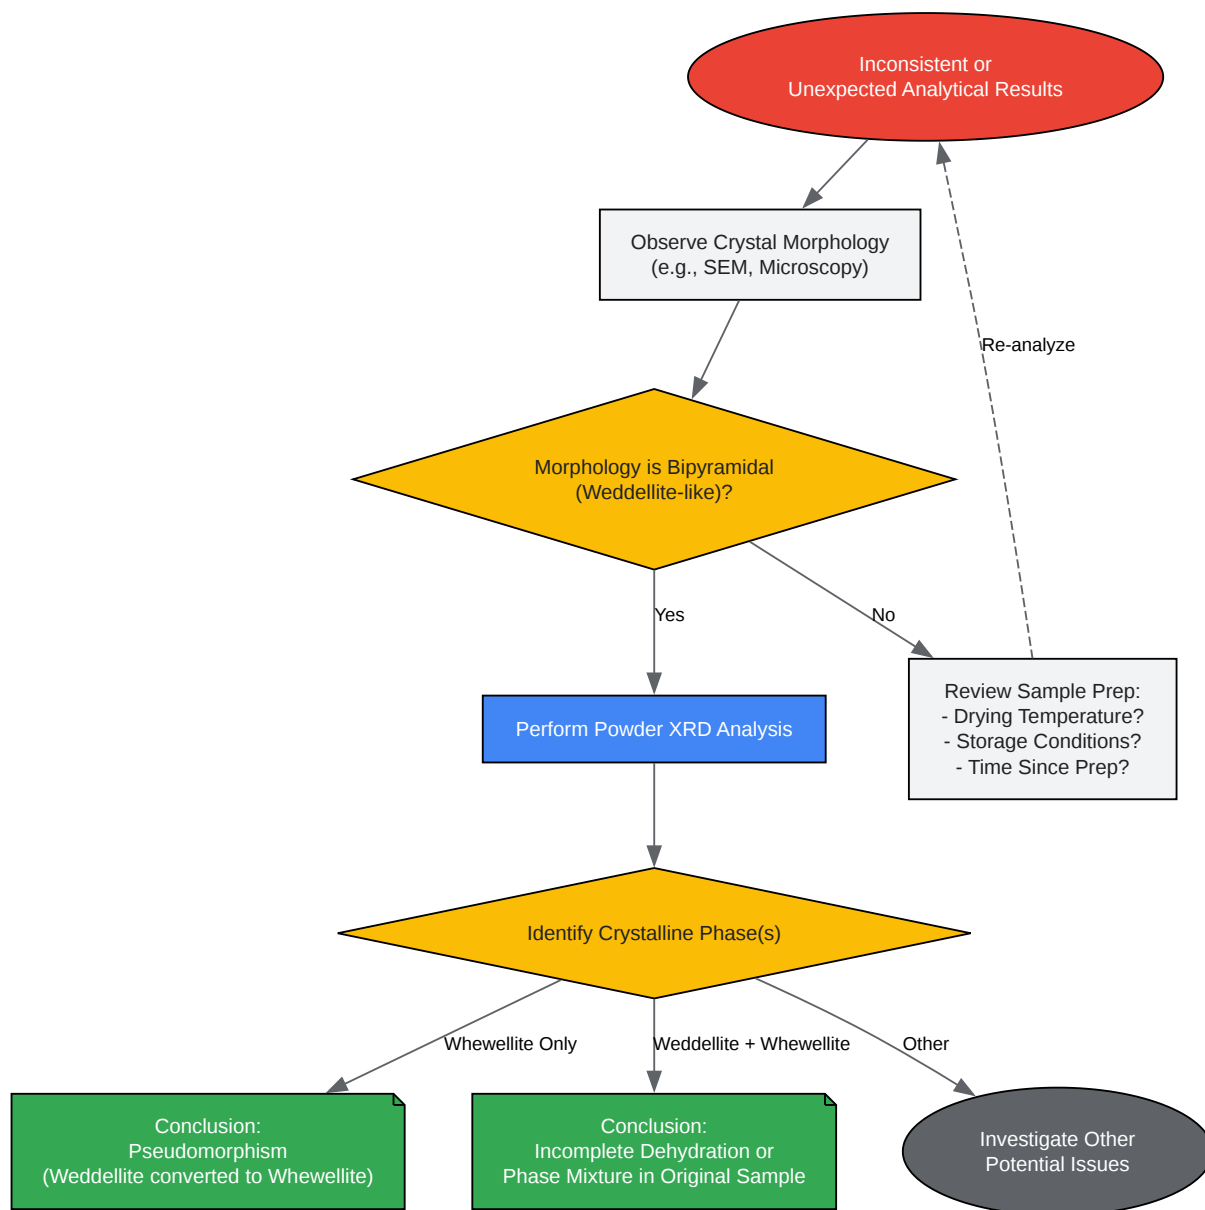 Inconsistent or
Unexpected Analytical Results
Observe Crystal Morphology
(e.g., SEM, Microscopy)
Re-analyze
Morphology is Bipyramidal
(Weddellite-like)?
Yes
No
Review Sample Prep:
- Drying Temperature?
- Storage Conditions?
- Time Since Prep?
Perform Powder XRD Analysis
Identify Crystalline Phase(s)
Whewellite Only
Weddellite + Whewellite
Other
Conclusion:
Pseudomorphism
(Weddellite converted to Whewellite)
Conclusion:
Incomplete Dehydration or
Phase Mixture in Original Sample
Investigate Other
Potential Issues